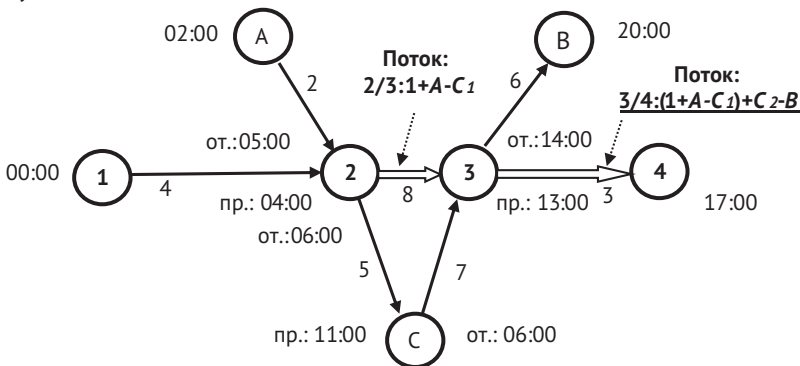 02:00
A
B
20:00
Поток:
2/3:1+A-C1
Поток:
3/4:(1+A-C1)+C2-B
2
6
от.:05:00
от.:14:00
00:00
1
4
2
8
3
3
4
пр.: 04:00
пр.: 13:00
17:00
от.:06:00
5
7
пр.: 11:00
C
от.: 06:00